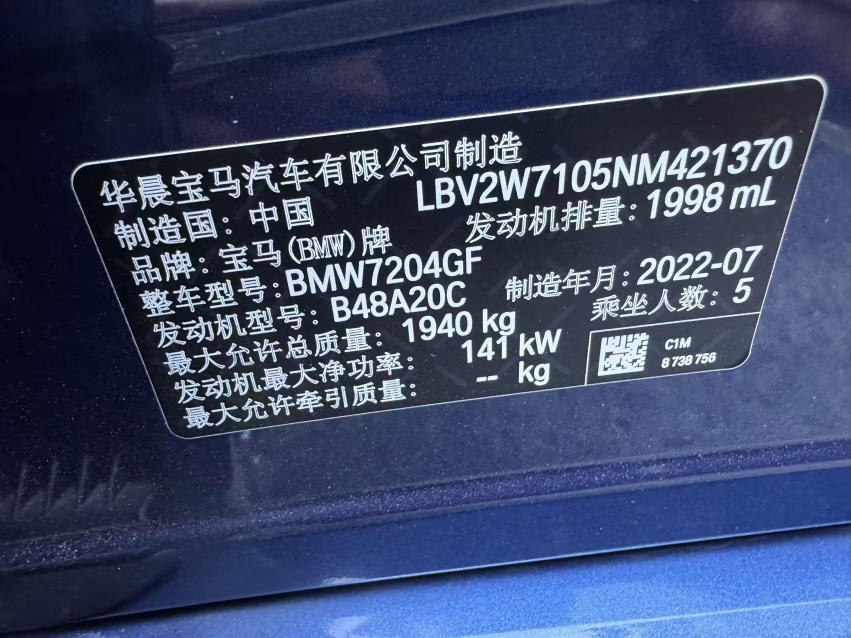 华晨宝马汽车有限公司制造
LBV2W7105NM421370
制造国: 中国
发动机排量: 1998 mL
品牌: 宝马(BMW)牌
整车型号: BMW7204GF
制造年月: 2022-07
发动机型号: B48A20C
乘坐人数: 5
最大允许总质量: 1940 kg
发动机最大净功率: 141 kW
最大允许牵引质量: -- kg
C1M
8 738 756